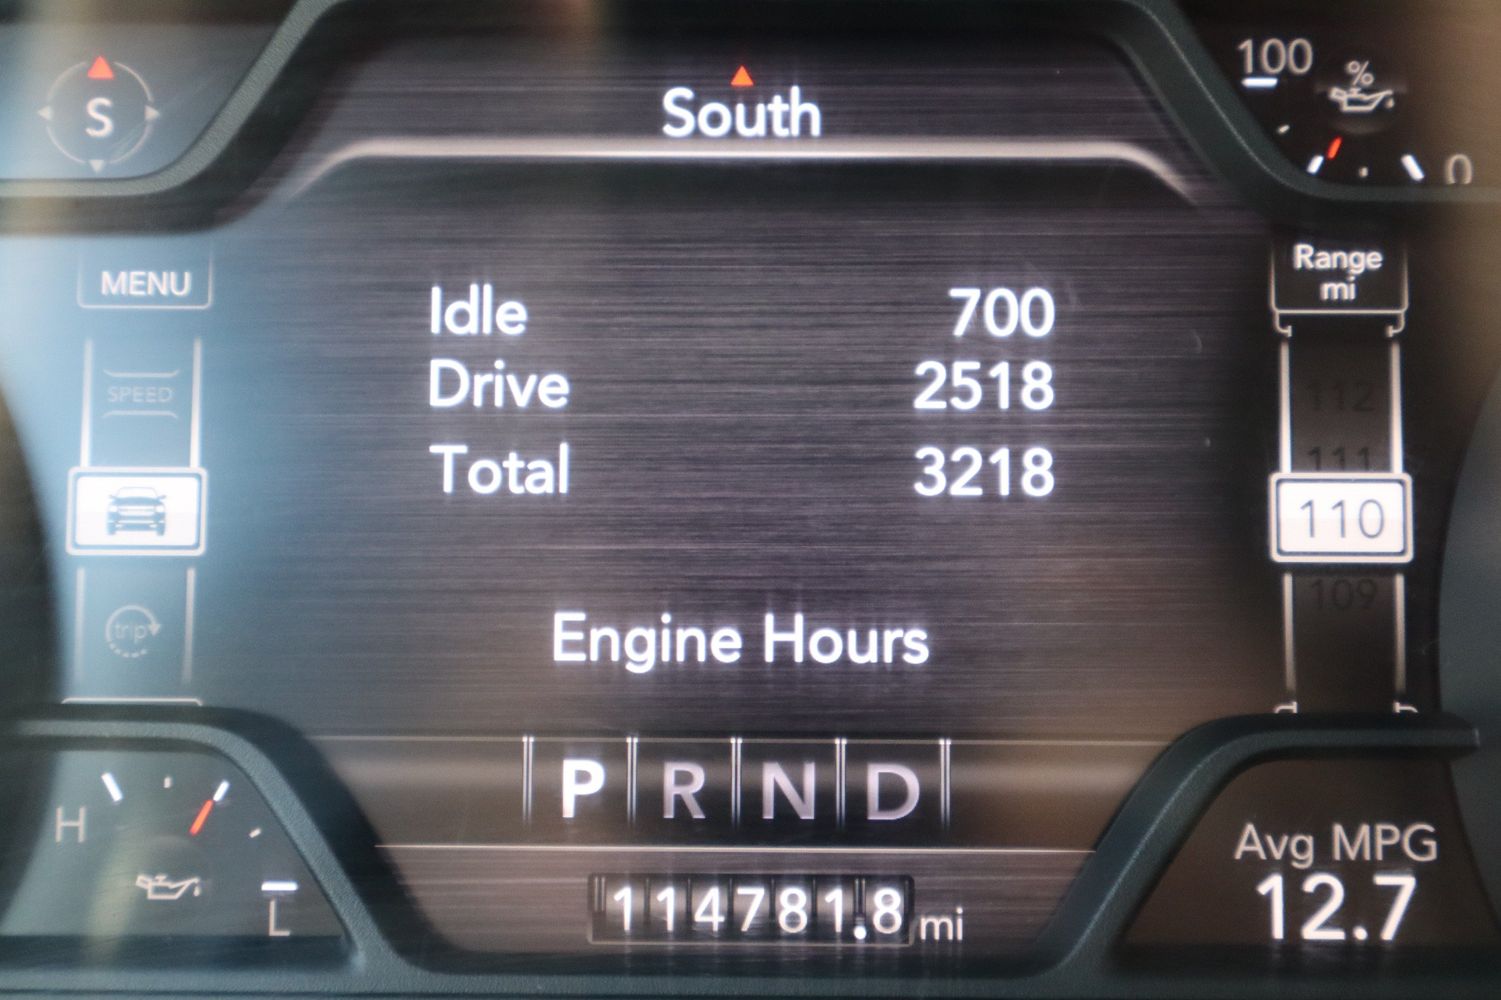 S
South
100
%
0
MENU
Range
mi
Idle 700
Drive 2518
Total 3218
SPEED
112
111
110
109
trip
Engine Hours
P R N D
H
L
114781.8 mi
Avg MPG
12.7